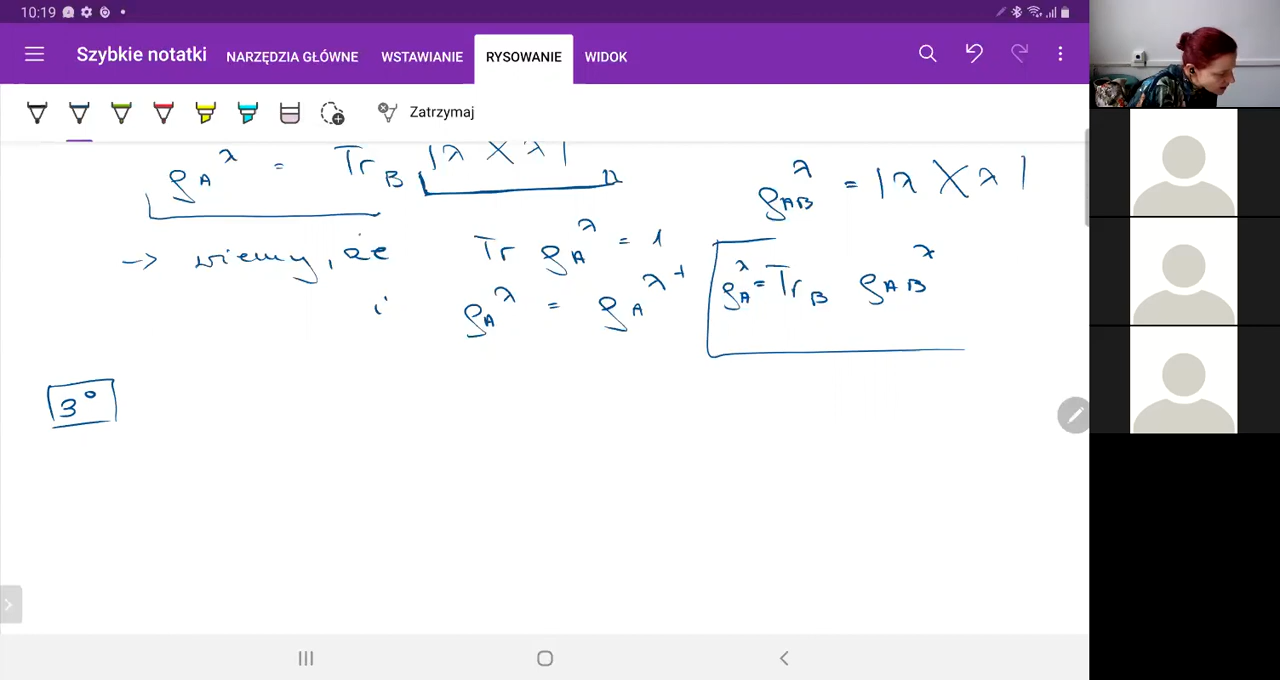 10:19
Szybkie notatki NARZĘDZIA GŁÓWNE WSTAWIANIE RYSOWANIE WIDOK
Zatrzymaj
ρ_A^λ = Tr_B |λ X λ|
ρ_AB^λ = |λ X λ|
→ wiemy, że Tr ρ_A^λ = 1
i ρ_A^λ = ρ_A^λ+
ρ_A^λ = Tr_B ρ_AB^λ
3°